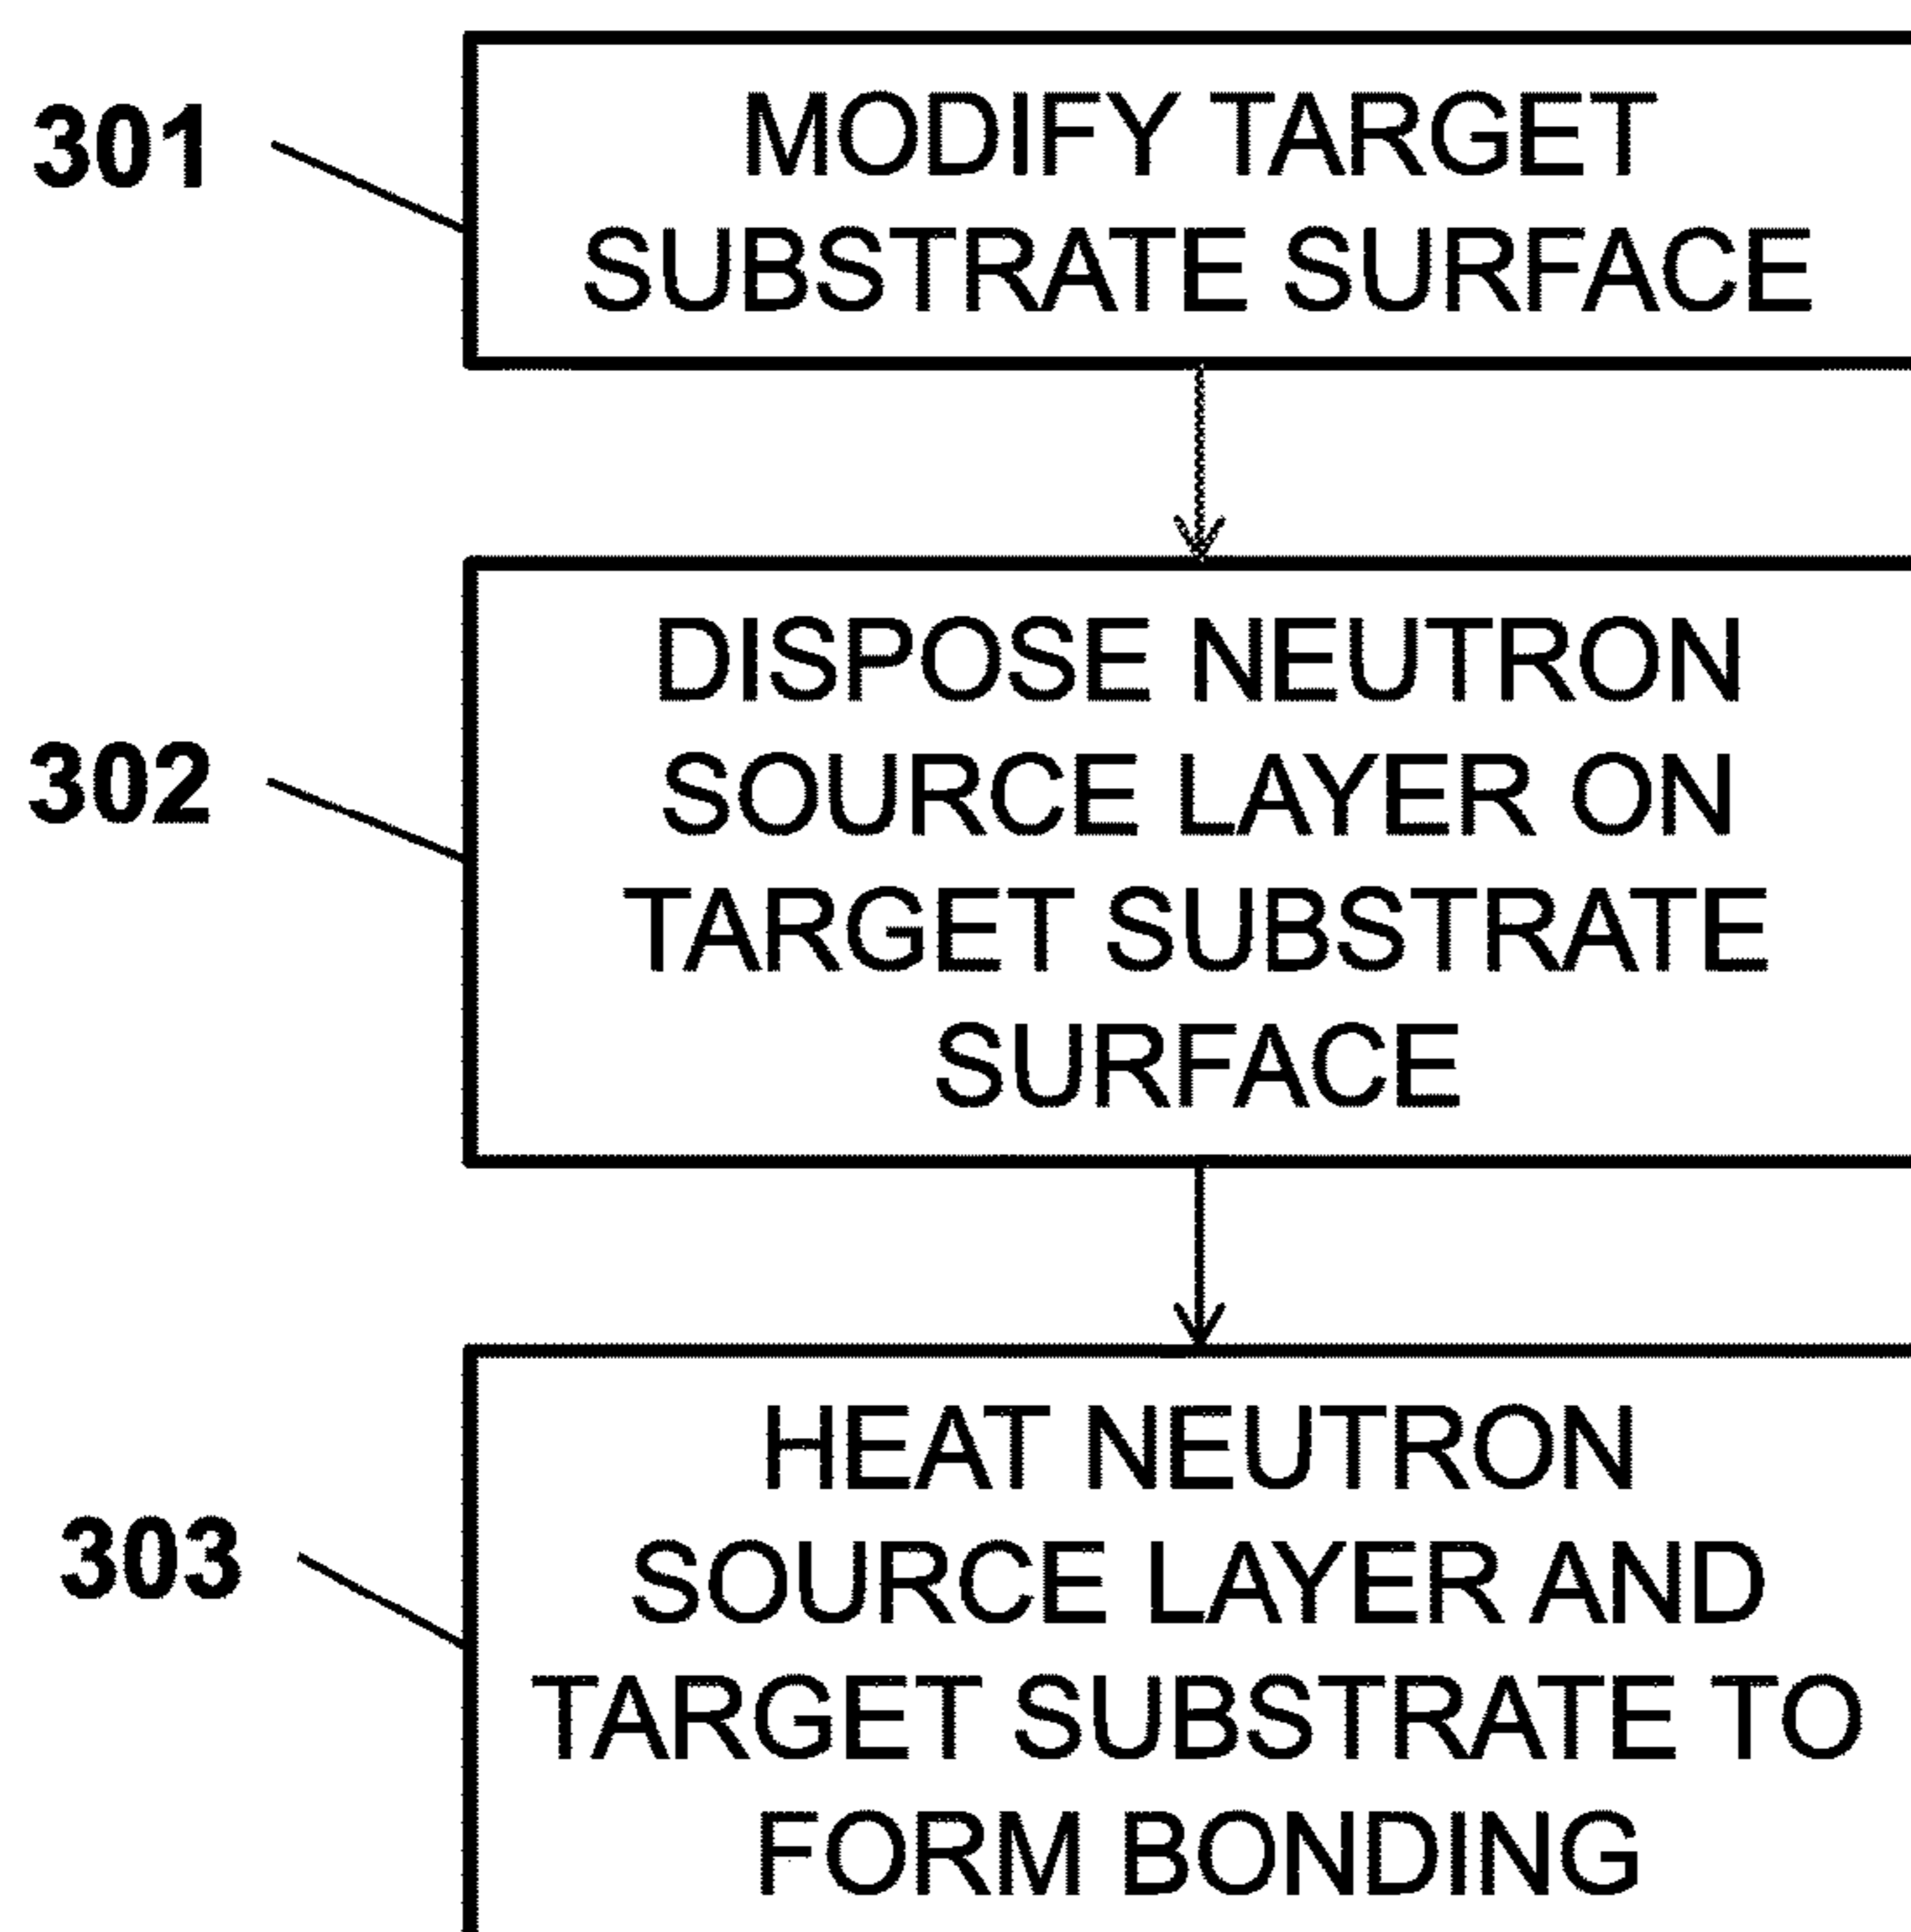 301
MODIFY TARGET
SUBSTRATE SURFACE
302
DISPOSE NEUTRON
SOURCE LAYER ON
TARGET SUBSTRATE
SURFACE
303
HEAT NEUTRON
SOURCE LAYER AND
TARGET SUBSTRATE TO
FORM BONDING